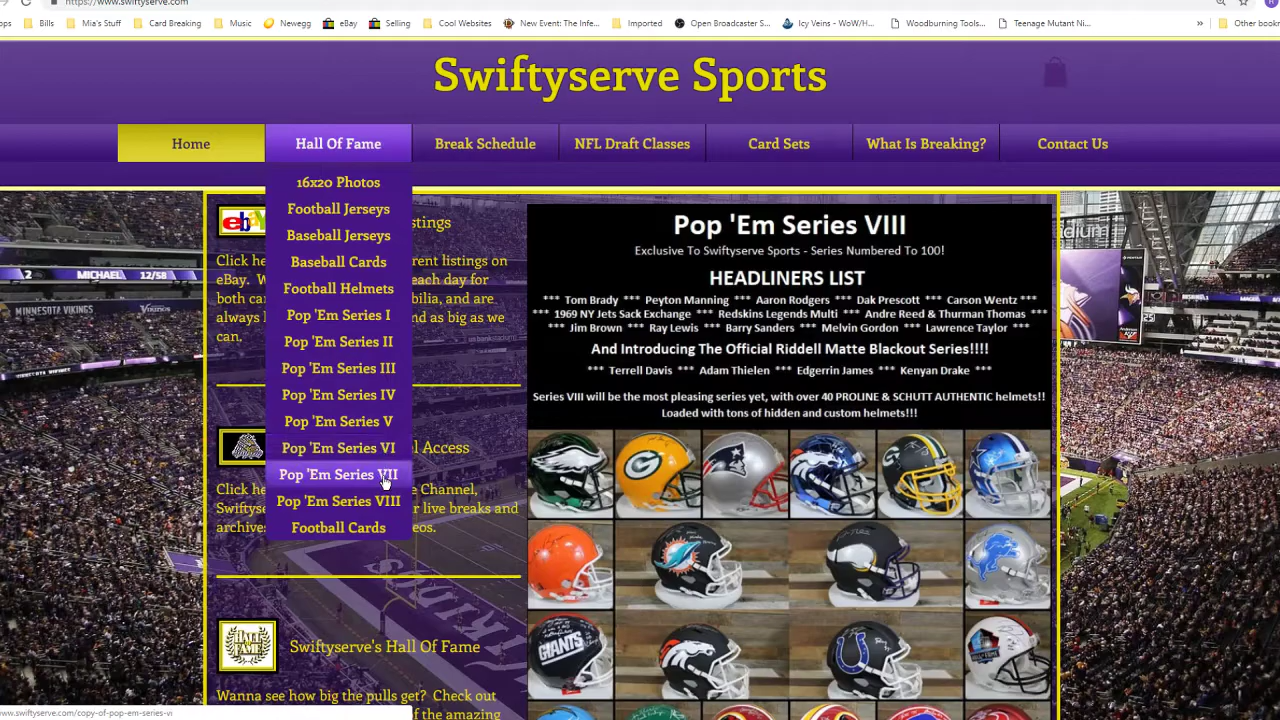 https://www.swiftyserve.com
Bills Mia's Stuff Card Breaking Music Newegg eBay Selling Cool Websites New Event: The Infe... Imported Open Broadcaster S... Icy Veins - WoW/H... Woodburning Tools... Teenage Mutant Ni... » Other bookr
Swiftyserve Sports
Home Hall Of Fame Break Schedule NFL Draft Classes Card Sets What Is Breaking? Contact Us
16x20 Photos
Football Jerseys
Baseball Jerseys
Baseball Cards
Football Helmets
Pop 'Em Series I
Pop 'Em Series II
Pop 'Em Series III
Pop 'Em Series IV
Pop 'Em Series V
Pop 'Em Series VI
Pop 'Em Series VII
Pop 'Em Series VIII
Football Cards
eb stings
Click he rent listings on
eBay. W each day for
both car abilia, and are
always l and as big as we
can.
l Access
Click he e Channel,
Swiftyse r live breaks and
archive eos.
Swiftyserve's Hall Of Fame
Wanna see how big the pulls get? Check out
of the amazing
Pop 'Em Series VIII
Exclusive To Swiftyserve Sports - Series Numbered To 100!
HEADLINERS LIST
*** Tom Brady *** Peyton Manning *** Aaron Rodgers *** Dak Prescott *** Carson Wentz ***
*** 1969 NY Jets Sack Exchange *** Redskins Legends Multi *** Andre Reed & Thurman Thomas ***
*** Jim Brown *** Ray Lewis *** Barry Sanders *** Melvin Gordon *** Lawrence Taylor ***
And Introducing The Official Riddell Matte Blackout Series!!!!
*** Terrell Davis *** Adam Thielen *** Edgerrin James *** Kenyan Drake ***
Series VIII will be the most pleasing series yet, with over 40 PROLINE & SCHUTT AUTHENTIC helmets!!
Loaded with tons of hidden and custom helmets!!!
GIANTS
2 MICHAEL 12/58
MINNESOTA VIKINGS
VIKINGS
www.swiftyserve.com/copy-of-pop-em-series-vi